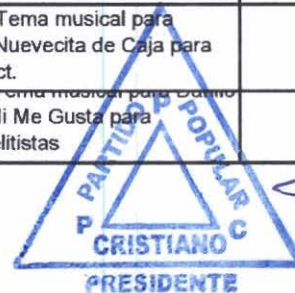 Tema musical para
Nuevecita de Caja para
ct.
Tema musical para Danilo
li Me Gusta para
litistas
PARTIDO POPULAR
P
P C
CRISTIANO
PRESIDENTE